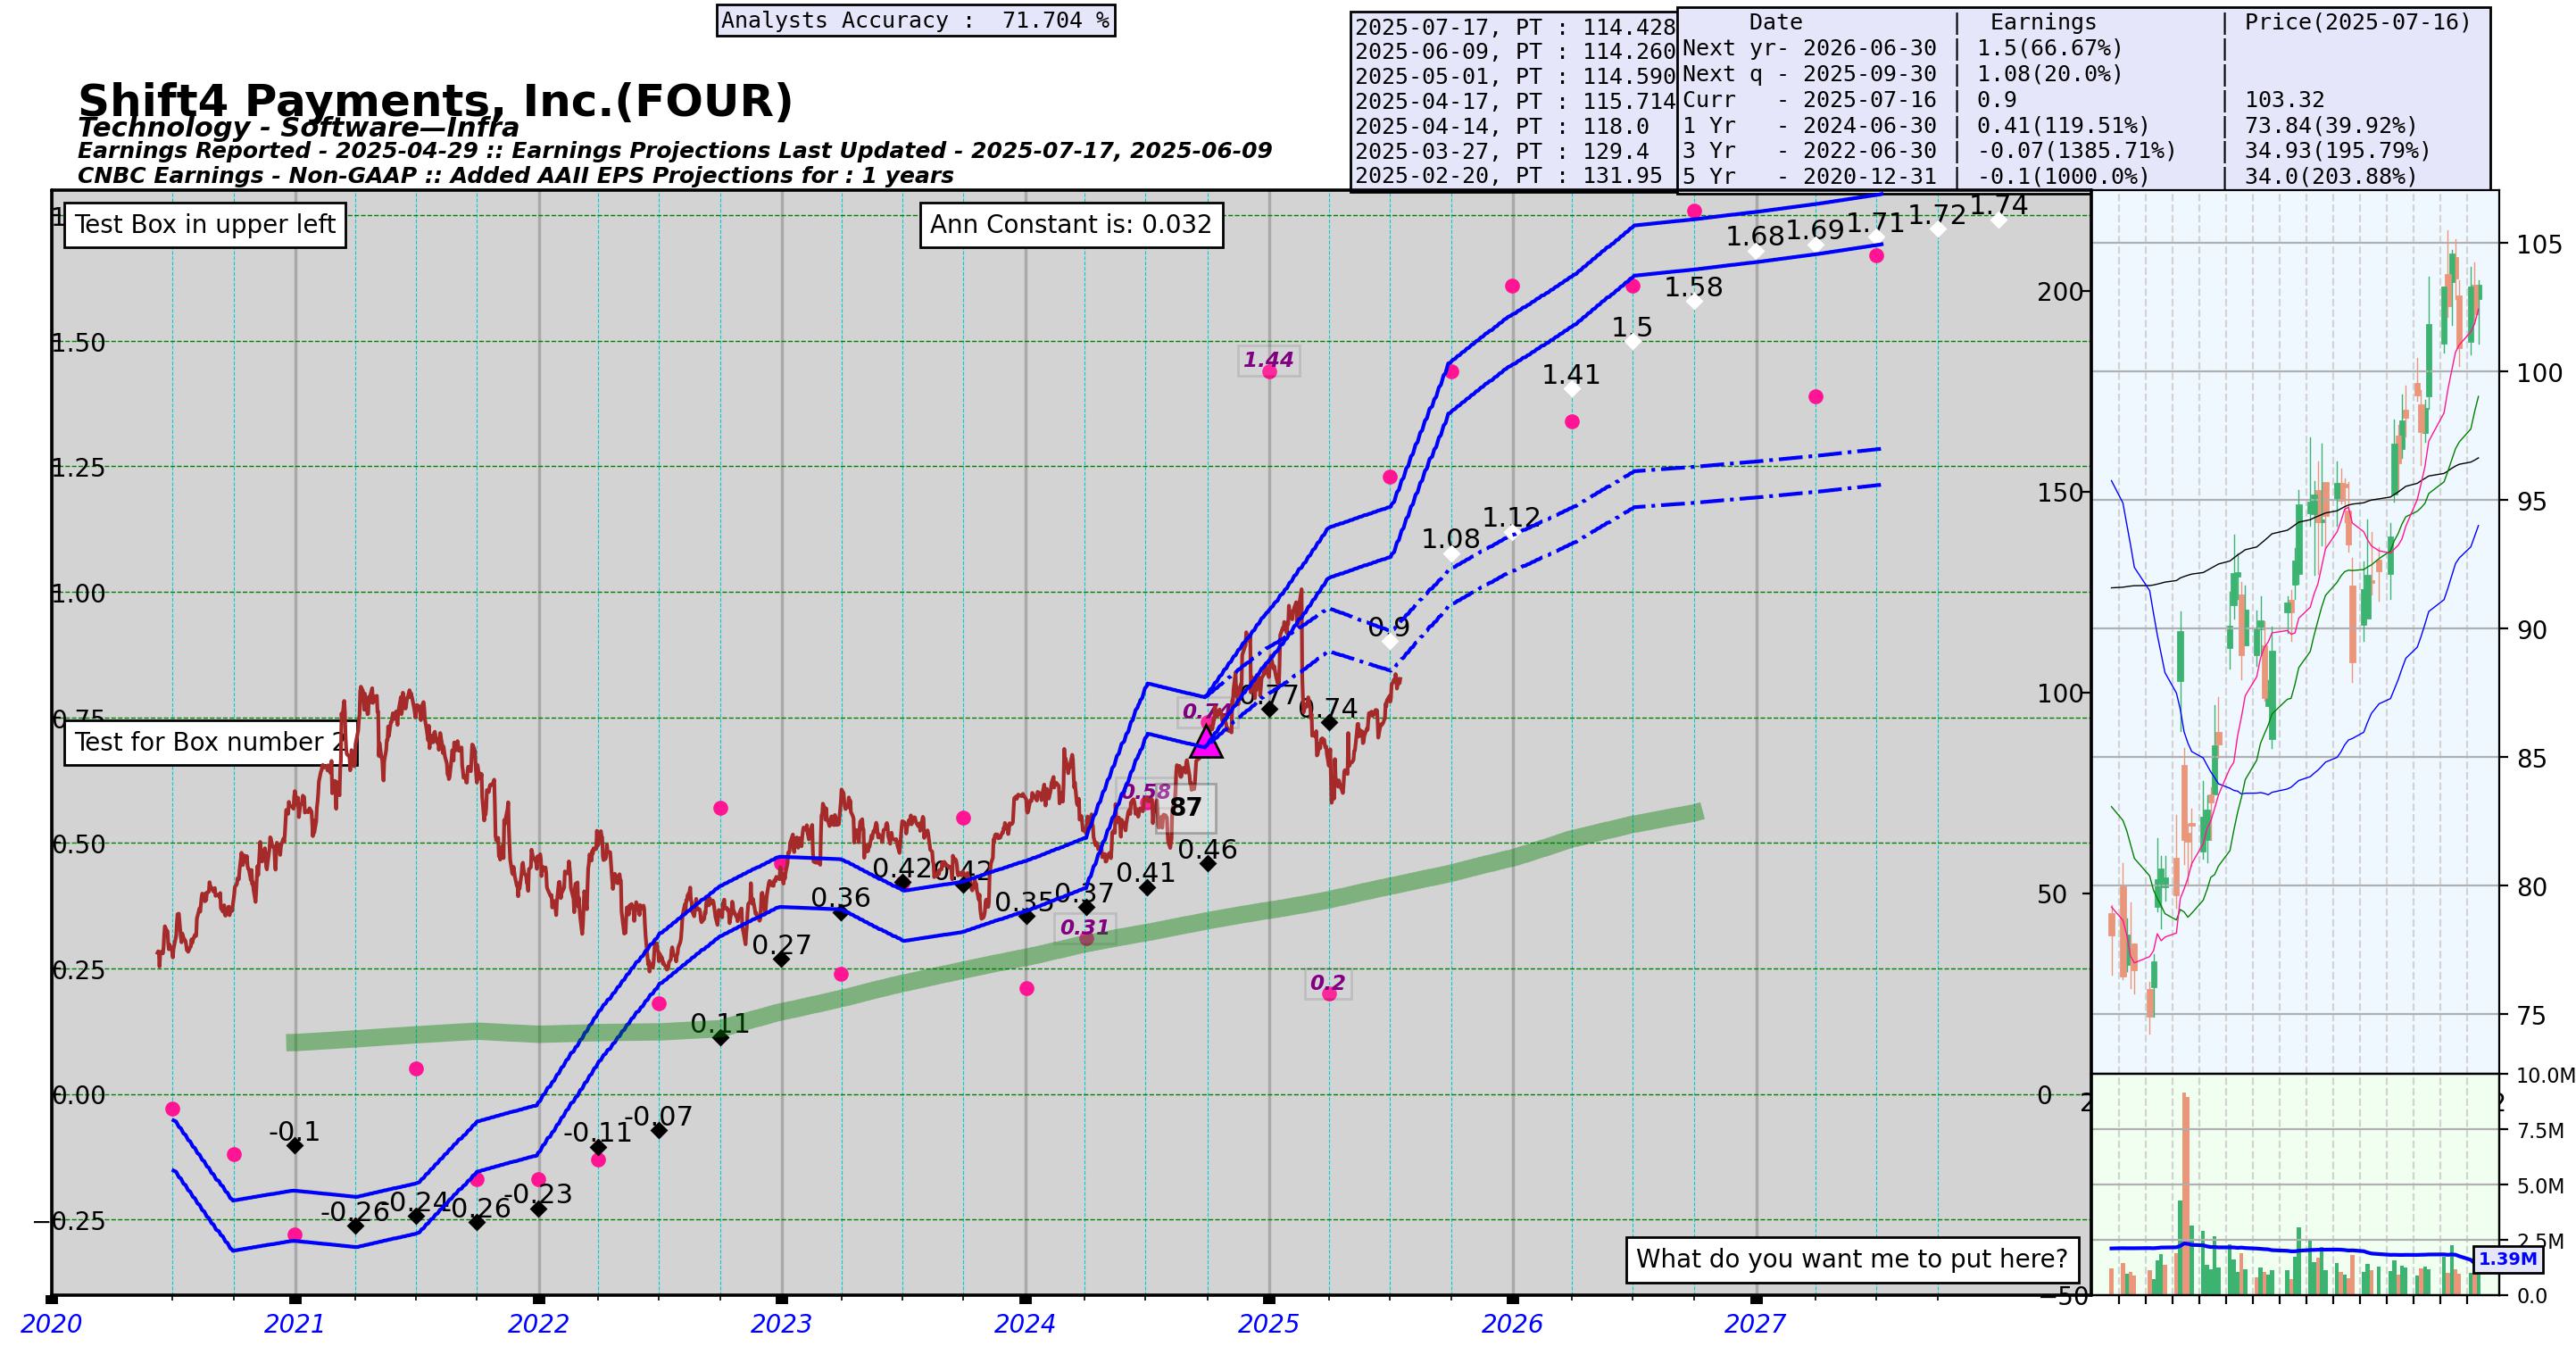 Analysts Accuracy :  71.704 %
2025-07-17, PT : 114.428
2025-06-09, PT : 114.260
2025-05-01, PT : 114.590
2025-04-17, PT : 115.714
2025-04-14, PT : 118.0
2025-03-27, PT : 129.4
2025-02-20, PT : 131.95
Date | Earnings | Price(2025-07-16)
Next yr- 2026-06-30 | 1.5(66.67%) |
Next q - 2025-09-30 | 1.08(20.0%) |
Curr - 2025-07-16 | 0.9 | 103.32
1 Yr - 2024-06-30 | 0.41(119.51%) | 73.84(39.92%)
3 Yr - 2022-06-30 | -0.07(1385.71%) | 34.93(195.79%)
5 Yr - 2020-12-31 | -0.1(1000.0%) | 34.0(203.88%)
Shift4 Payments, Inc.(FOUR)
Technology - Software—Infra
Earnings Reported - 2025-04-29 :: Earnings Projections Last Updated - 2025-07-17, 2025-06-09
CNBC Earnings - Non-GAAP :: Added AAII EPS Projections for : 1 years
Test Box in upper left
Ann Constant is: 0.032
Test for Box number 2
What do you want me to put here?
1.50
1.25
1.00
0.75
0.50
0.25
0.00
−0.25
-0.1
-0.26
-0.24
-0.26
-0.23
-0.11
-0.07
0.11
0.27
0.36
0.42
0.42
0.35
0.37
0.41
0.46
0.77
0.74
0.9
1.08
1.12
1.41
1.5
1.58
1.68
1.69
1.71
1.72
1.74
0.31
0.58
0.74
1.44
0.2
87
200
150
100
50
0
−50
105
100
95
90
85
80
75
10.0M
7.5M
5.0M
2.5M
0.0
1.39M
2020
2021
2022
2023
2024
2025
2026
2027